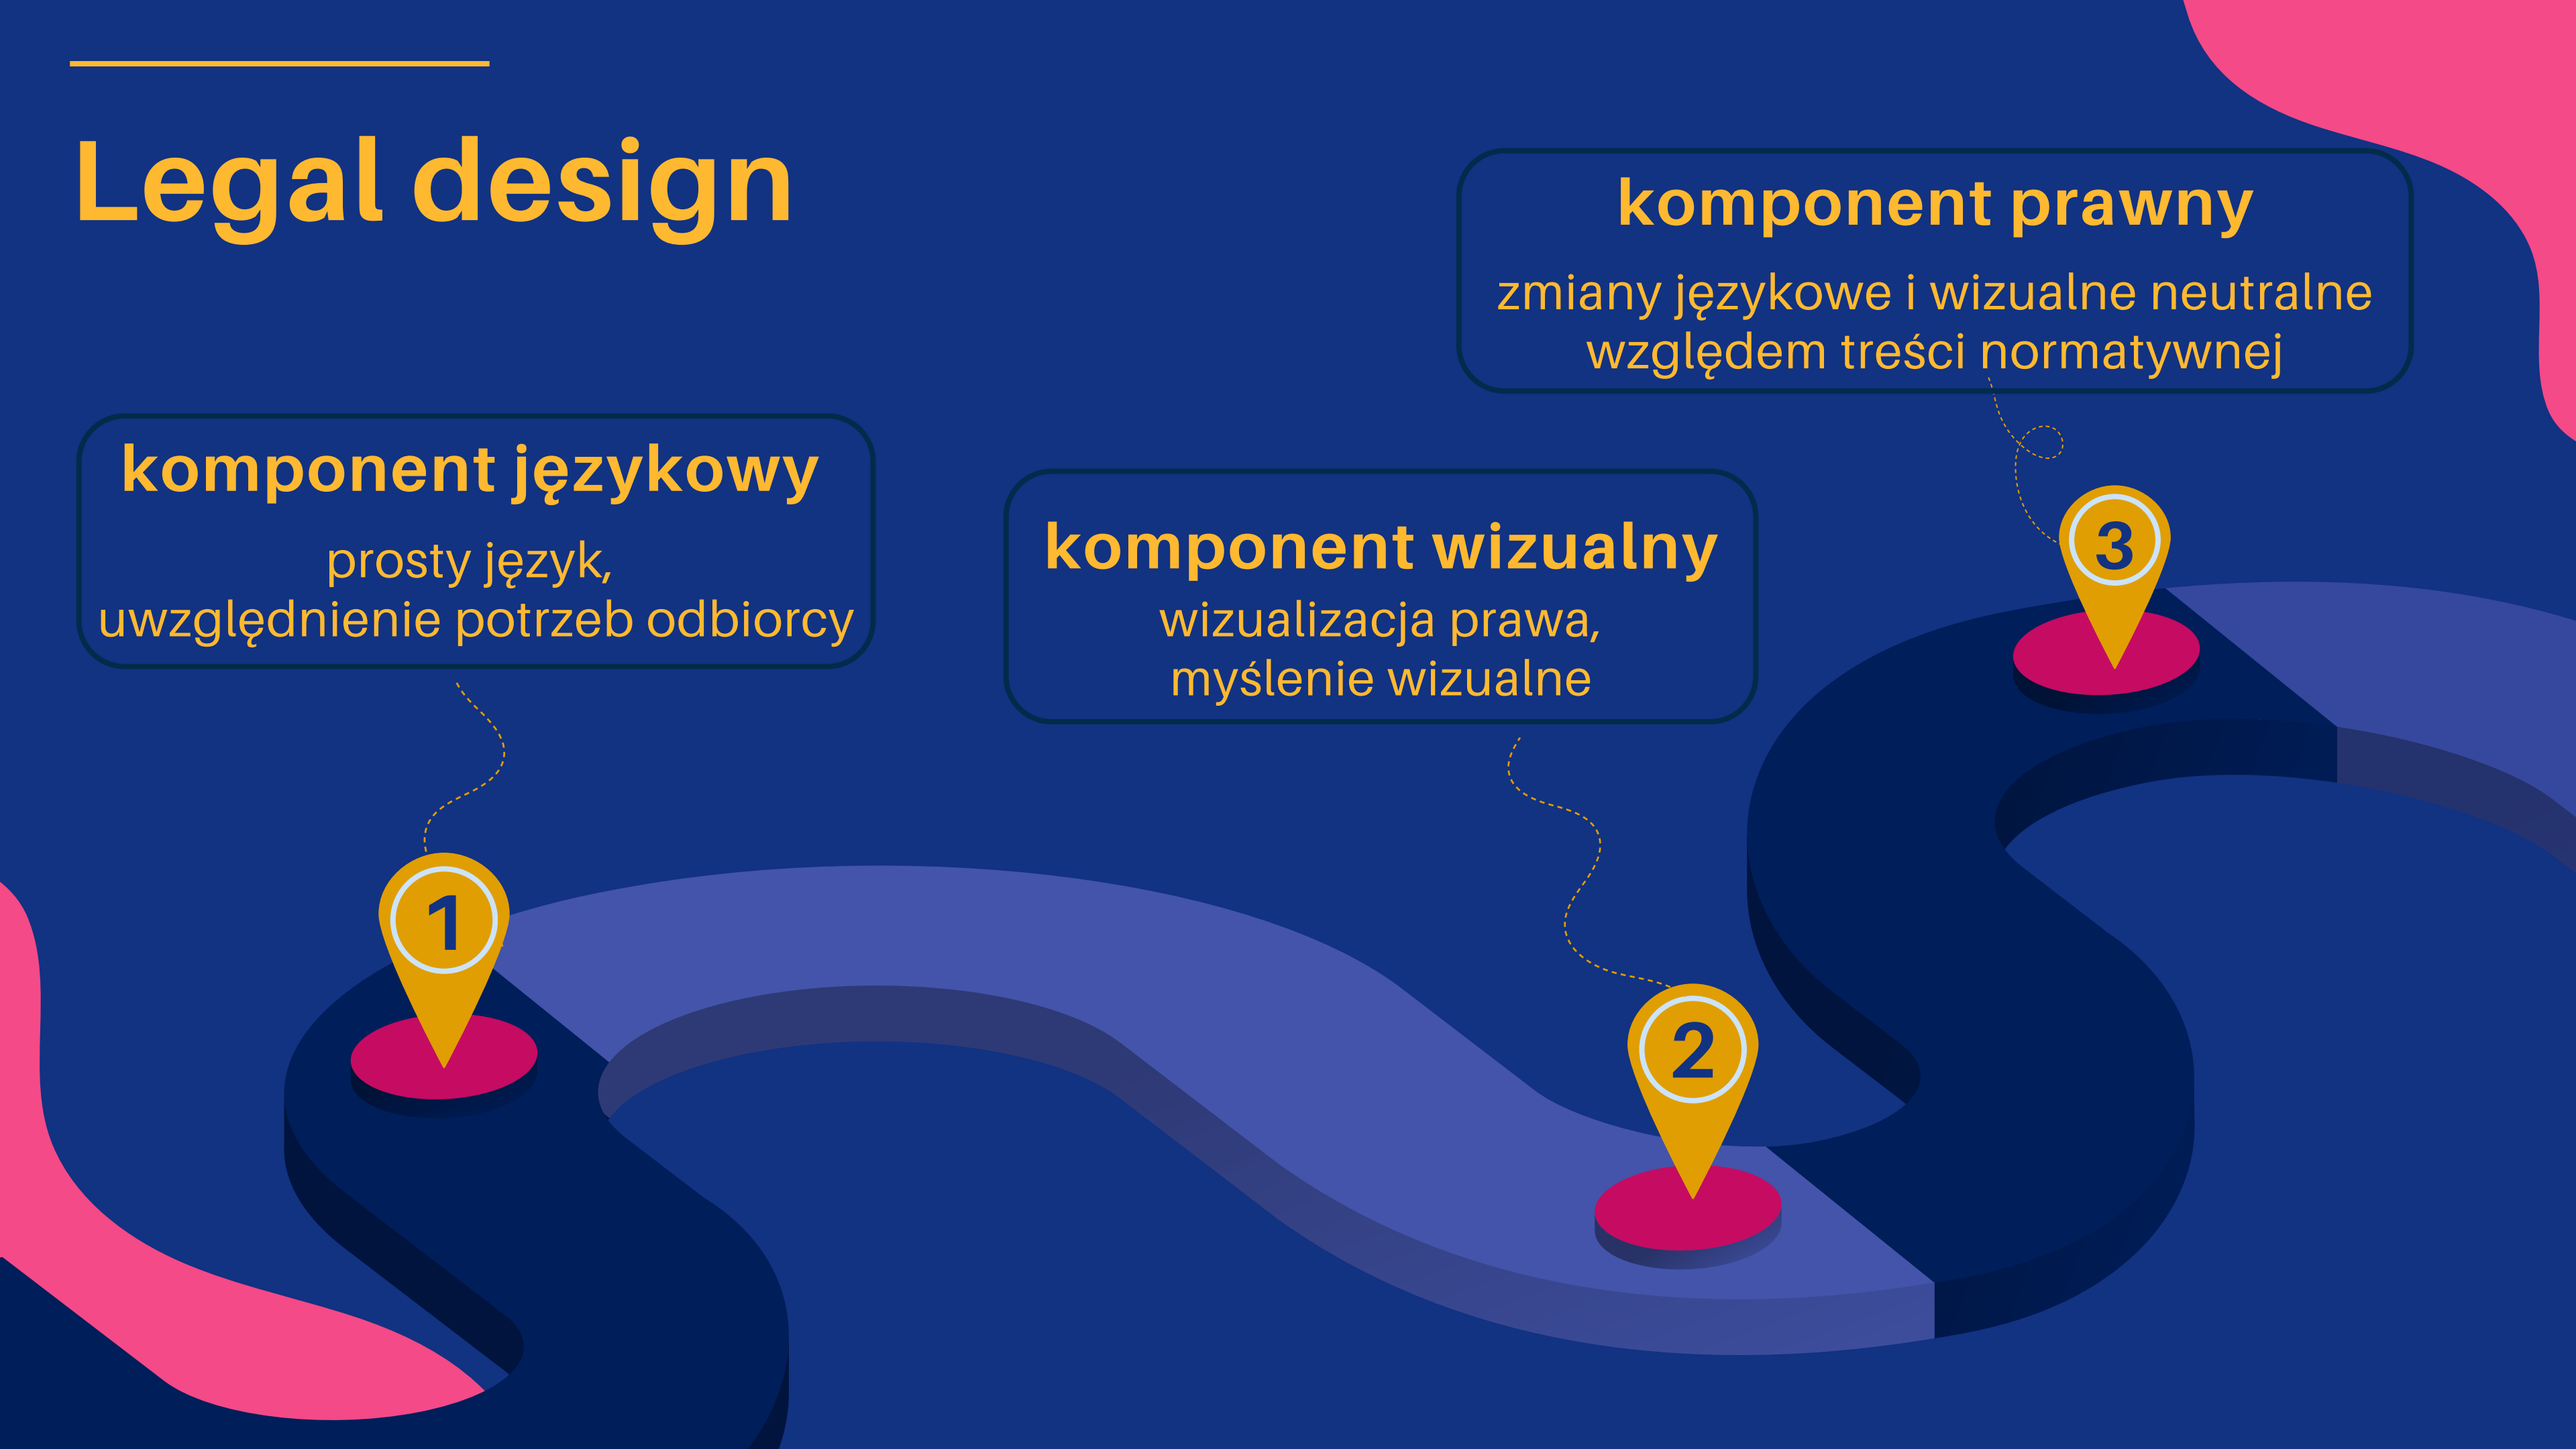 Legal design
komponent językowy
prosty język,
uwzględnienie potrzeb odbiorcy
1
komponent wizualny
wizualizacja prawa,
myślenie wizualne
2
komponent prawny
zmiany językowe i wizualne neutralne
względem treści normatywnej
3